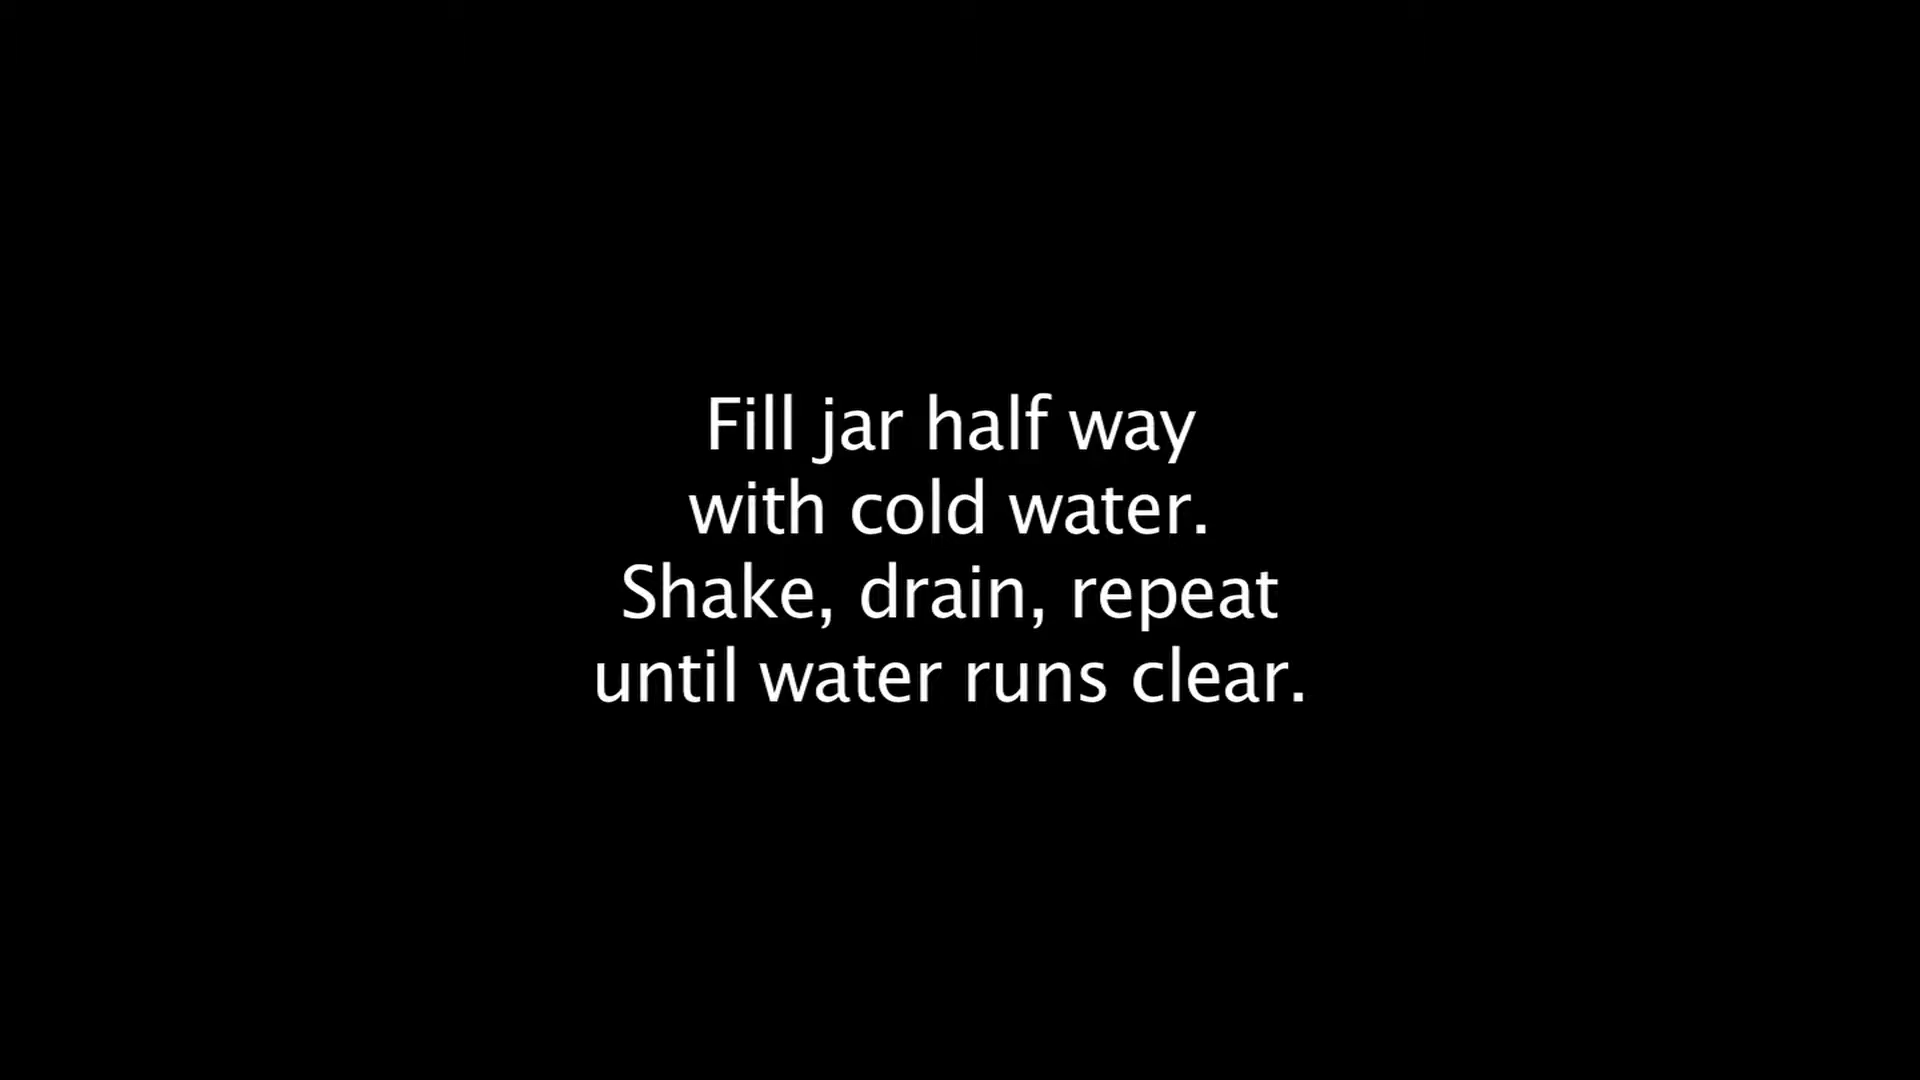 Fill jar half way
with cold water.
Shake, drain, repeat
until water runs clear.